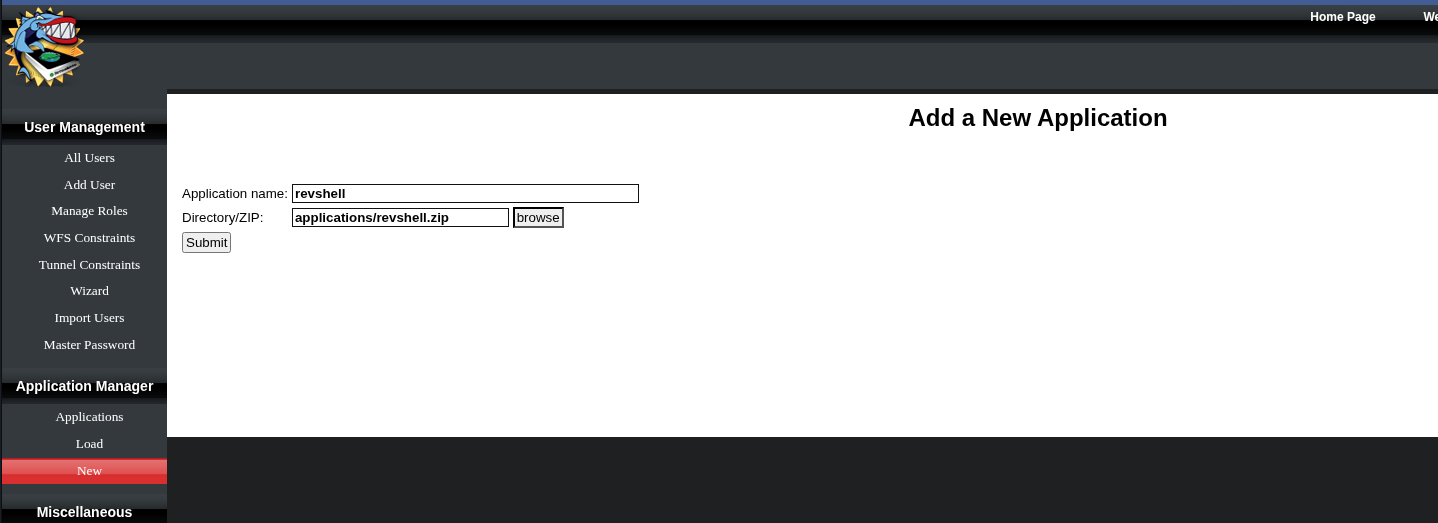 Home Page We
User Management
All Users
Add User
Manage Roles
WFS Constraints
Tunnel Constraints
Wizard
Import Users
Master Password
Application Manager
Applications
Load
New
Miscellaneous
Add a New Application
Application name: revshell
Directory/ZIP: applications/revshell.zip browse
Submit